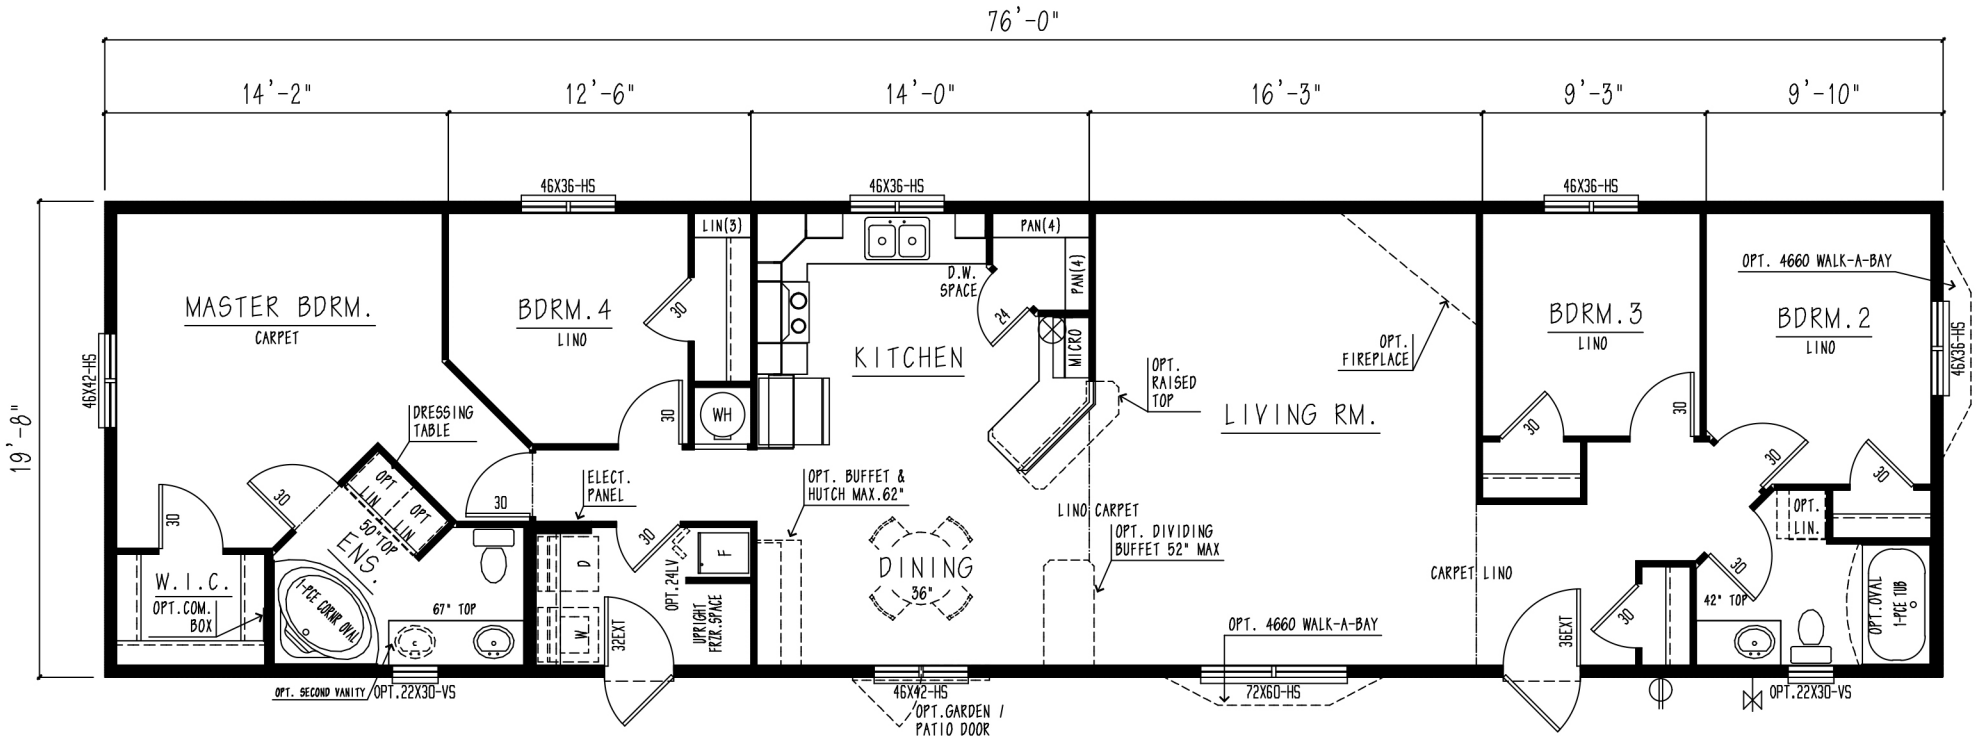 76'-0"
14'-2"
12'-6"
14'-0"
16'-3"
9'-3"
9'-10"
19'-8"
46X36-HS
46X36-HS
46X36-HS
LIN(3)
PAN(4)
PAN(4)
D.W.
SPACE
OPT. 4660 WALK-A-BAY
MASTER BDRM.
CARPET
BDRM.4
LINO
30
24
KITCHEN
MICRO
OPT.
FIREPLACE
BDRM.3
LINO
BDRM.2
LINO
46X42-HS
46X36-HS
OPT.
RAISED
TOP
DRESSING
TABLE
30
WH
LIVING RM.
30
30
30
30
ELECT.
PANEL
OPT. BUFFET &
HUTCH MAX.62"
30
30
30
OPT
LIN
OPT
LIN
50" TOP
ENS.
LINO CARPET
OPT. DIVIDING
BUFFET 52" MAX
OPT.
LIN.
30
F
D
W
OPT.24LV
DINING
36"
CARPET LINO
30
42" TOP
W.I.C.
OPT.COM.
BOX
1-PCE CORNR OVAL
67" TOP
32EXT
UPRIGHT
FRZR.SPACE
OPT. 4660 WALK-A-BAY
36EXT
30
OPT.OVAL
1-PCE TUB
OPT. SECOND VANITY
OPT.22X30-VS
46X42-HS
72X60-HS
OPT.22X30-VS
OPT.GARDEN /
PATIO DOOR